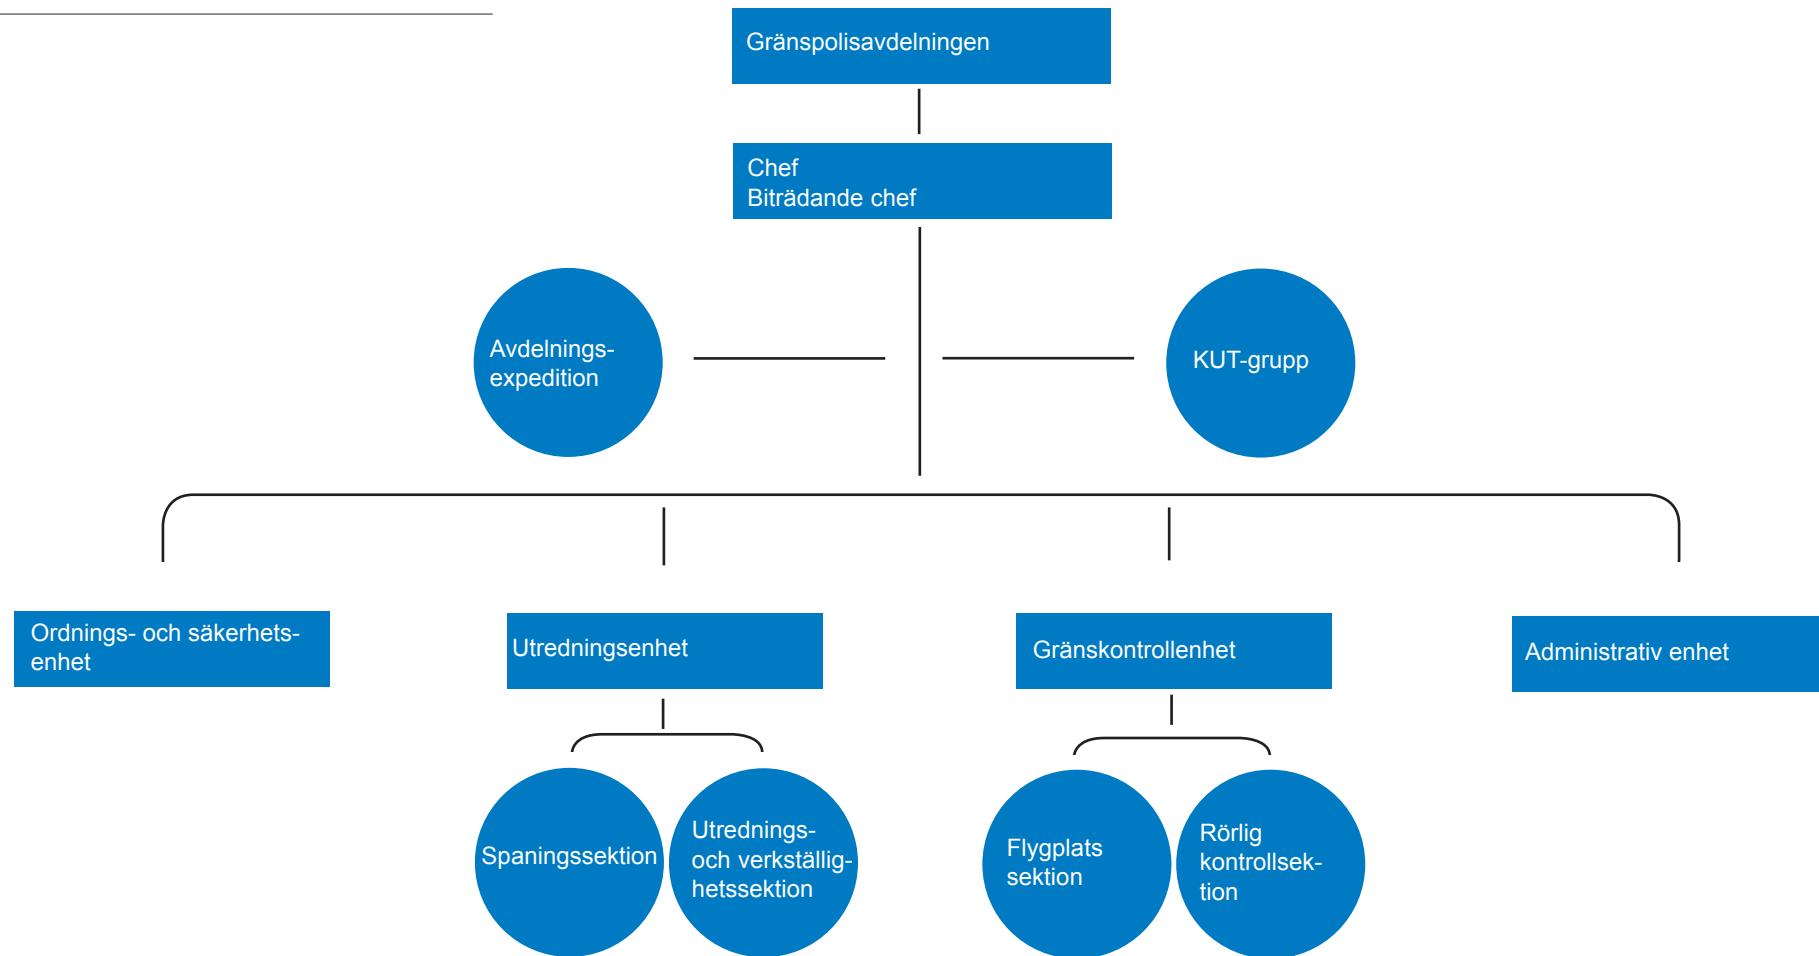 Gränspolisavdelningen
Chef
Biträdande chef
Avdelnings-
expedition
KUT-grupp
Ordnings- och säkerhets-
enhet
Utredningsenhet
Gränskontrollenhet
Administrativ enhet
Spaningssektion
Utrednings-
och verkställig-
hetssektion
Flygplats
sektion
Rörlig
kontrollsek-
tion